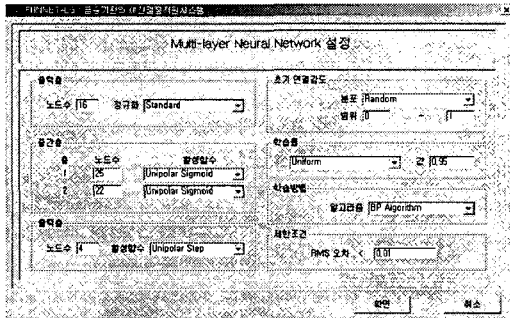 Multi-layer Neural Network 설정
출력층
노드수 16 정규화 Standard
중간층
층 노드수 활성함수
1 25 Unipolar Sigmoid
2 22 Unipolar Sigmoid
출력층
노드수 4 활성함수 Unipolar Step
초기 연결강도
분포 Random
범위 0 ~ 1
학습률
Uniform 값 0.95
학습방법
알고리즘 BP Algorithm
제한조건
RMS 오차 < 0.01
확인 취소